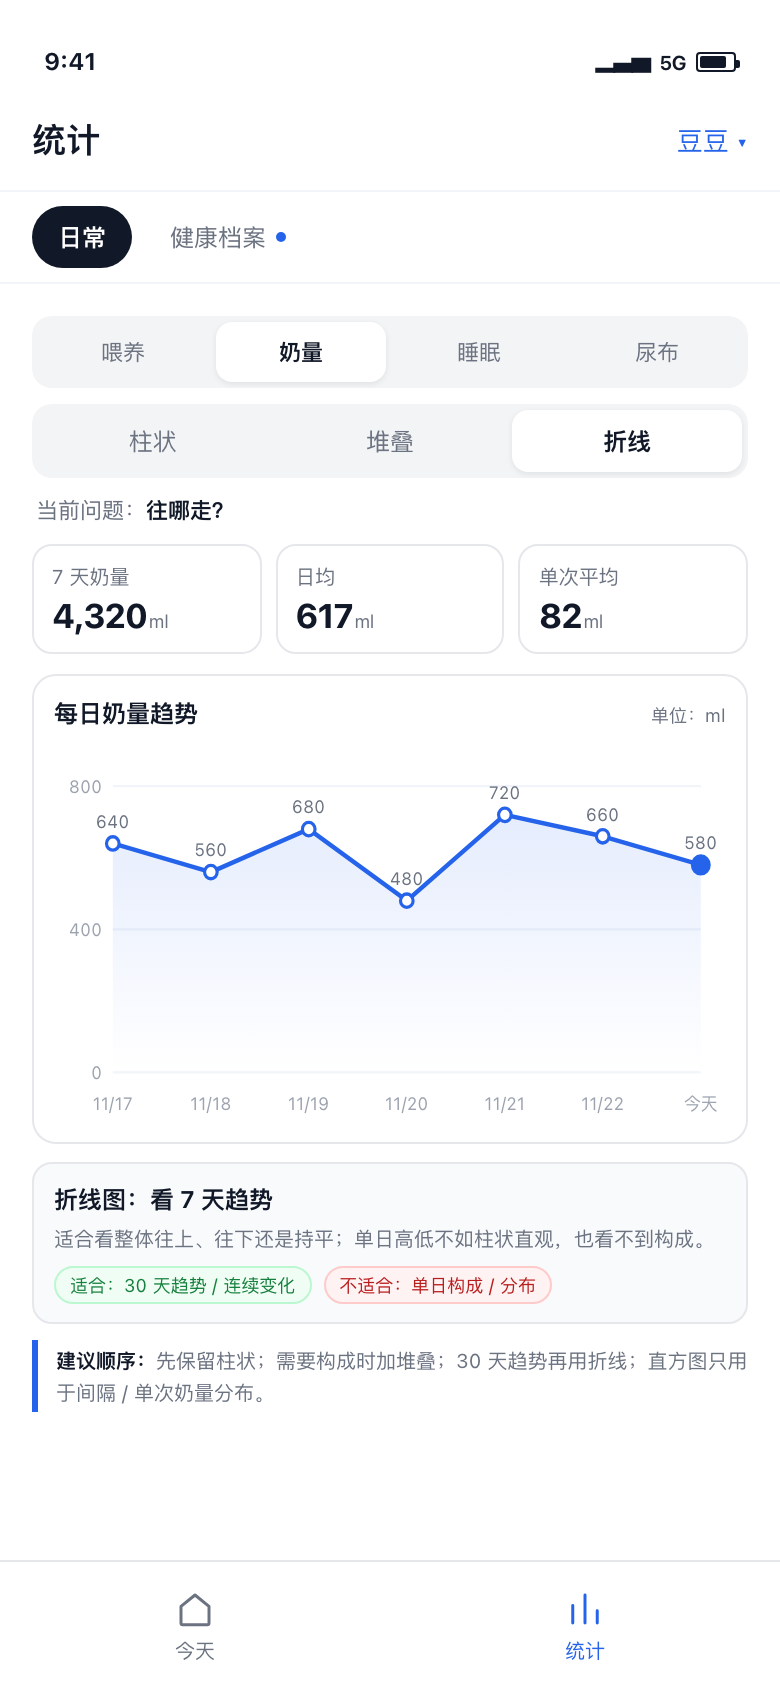 9:41
5G
统计
豆豆 ▾
日常
健康档案
喂养
奶量
睡眠
尿布
柱状
堆叠
折线
当前问题：往哪走?
7 天奶量
4,320ml
日均
617ml
单次平均
82ml
每日奶量趋势
单位：ml
800
400
0
640
560
680
480
720
660
580
11/17
11/18
11/19
11/20
11/21
11/22
今天
折线图：看 7 天趋势
适合看整体往上、往下还是持平；单日高低不如柱状直观，也看不到构成。
适合：30 天趋势 / 连续变化
不适合：单日构成 / 分布
建议顺序：先保留柱状；需要构成时加堆叠；30 天趋势再用折线；直方图只用
于间隔 / 单次奶量分布。
今天
统计